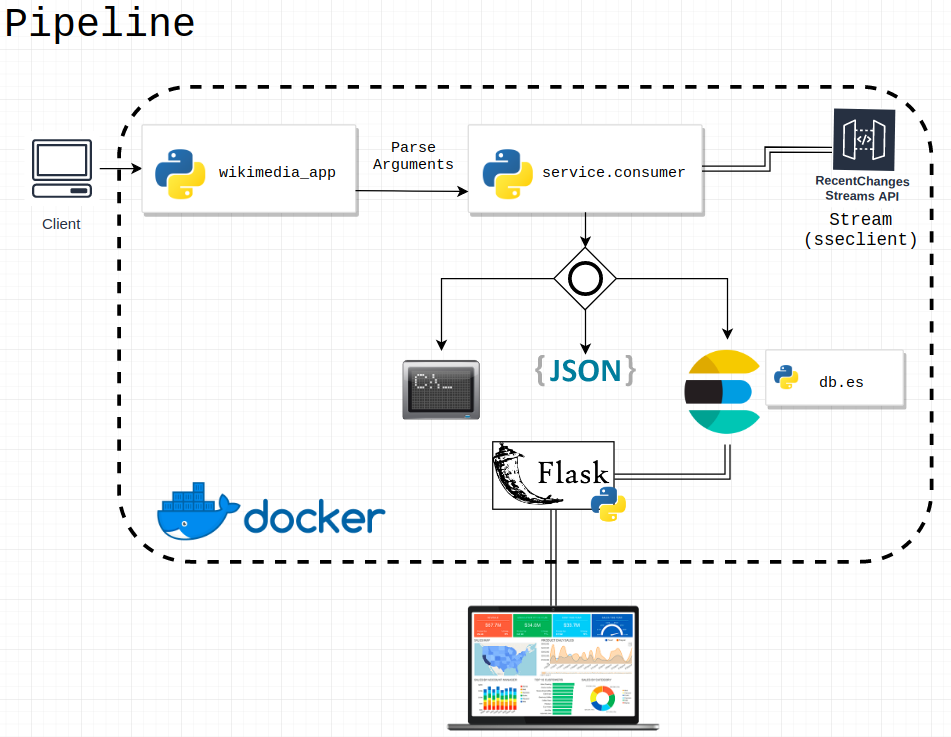 Pipeline
Client
wikimedia_app
Parse
Arguments
service.consumer
RecentChanges
Streams API
Stream
(sseclient)
C:\_
{JSON}
db.es
Flask
docker